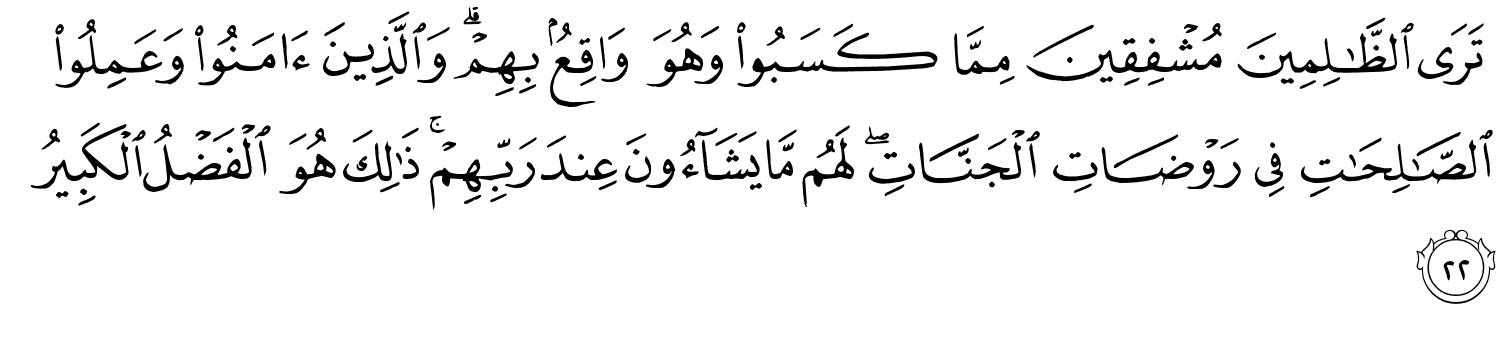 تَرَى ٱلظَّـٰلِمِينَ مُشۡفِقِينَ مِمَّا كَسَبُواْ وَهُوَ وَاقِعُۢ بِهِمۡۗ وَٱلَّذِينَ ءَامَنُواْ وَعَمِلُواْ
ٱلصَّـٰلِحَٰتِ فِي رَوۡضَاتِ ٱلۡجَنَّاتِۖ لَهُم مَّا يَشَآءُونَ عِندَ رَبِّهِمۡۚ ذَٰلِكَ هُوَ ٱلۡفَضۡلُ ٱلۡكَبِيرُ
٢٢